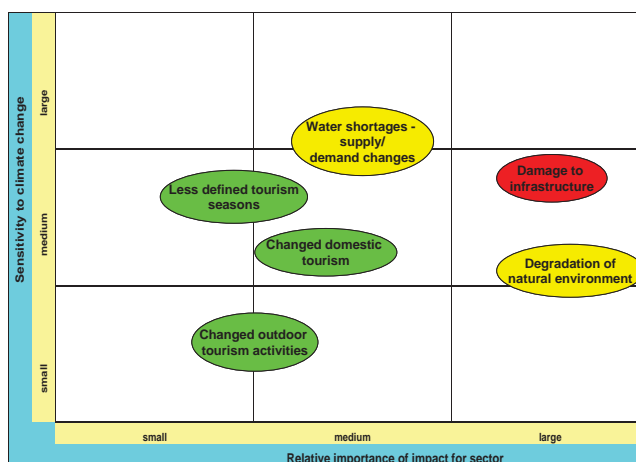 Sensitivity to climate change
large
medium
small
Water shortages -
supply/
demand changes
Damage to
infrastructure
Less defined tourism
seasons
Changed domestic
tourism
Degradation of
natural environment
Changed outdoor
tourism activities
small
medium
large
Relative importance of impact for sector